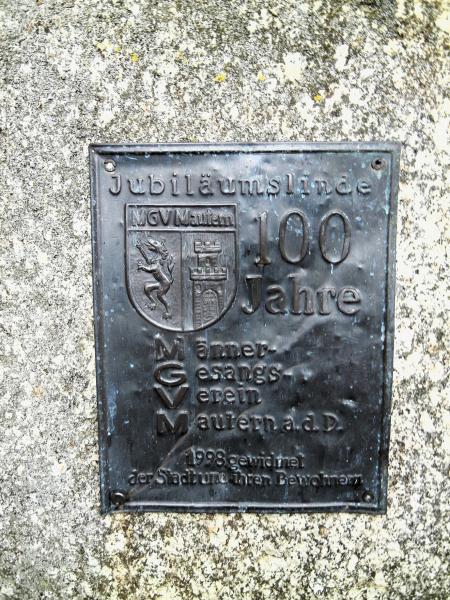 Jubiläumslinde
MGV Mautern
100
Jahre
Männer-
Gesangs-
Verein
Mautern a.d.D.
1998 gewidmet
der Stadt und ihren Bewohnern